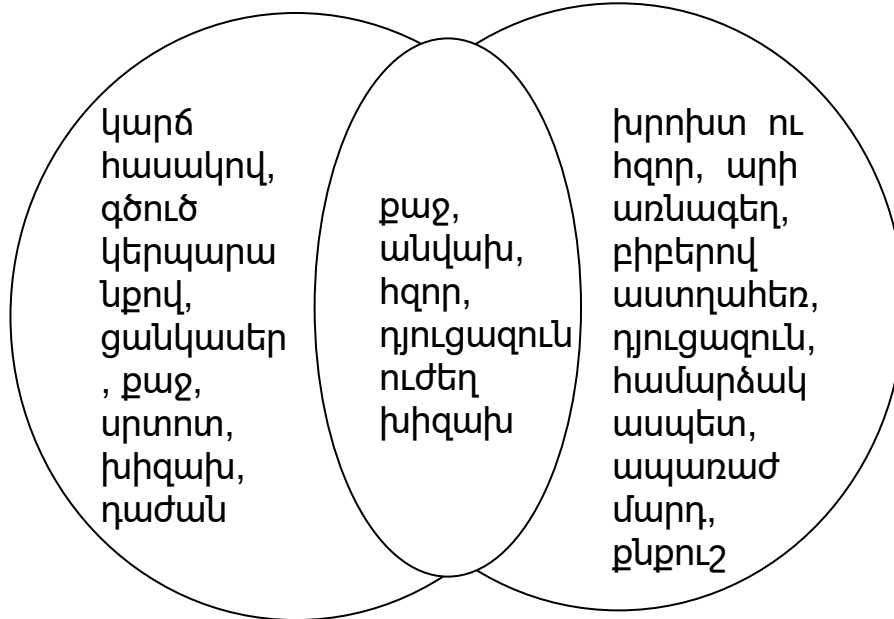 կարճ
հասակով,
գծուծ
կերպարա
նքով,
ցանկասեր
, քաջ,
սրտոտ,
խիզախ,
դաժան
քաջ,
անվախ,
հզոր,
դյուցազուն
ուժեղ
խիզախ
խրոխտ ու
հզոր, արի
առնագեղ,
բիբերով
աստղահեռ,
դյուցազուն,
համարձակ
ասպետ,
ապառաժ
մարդ,
քնքուշ